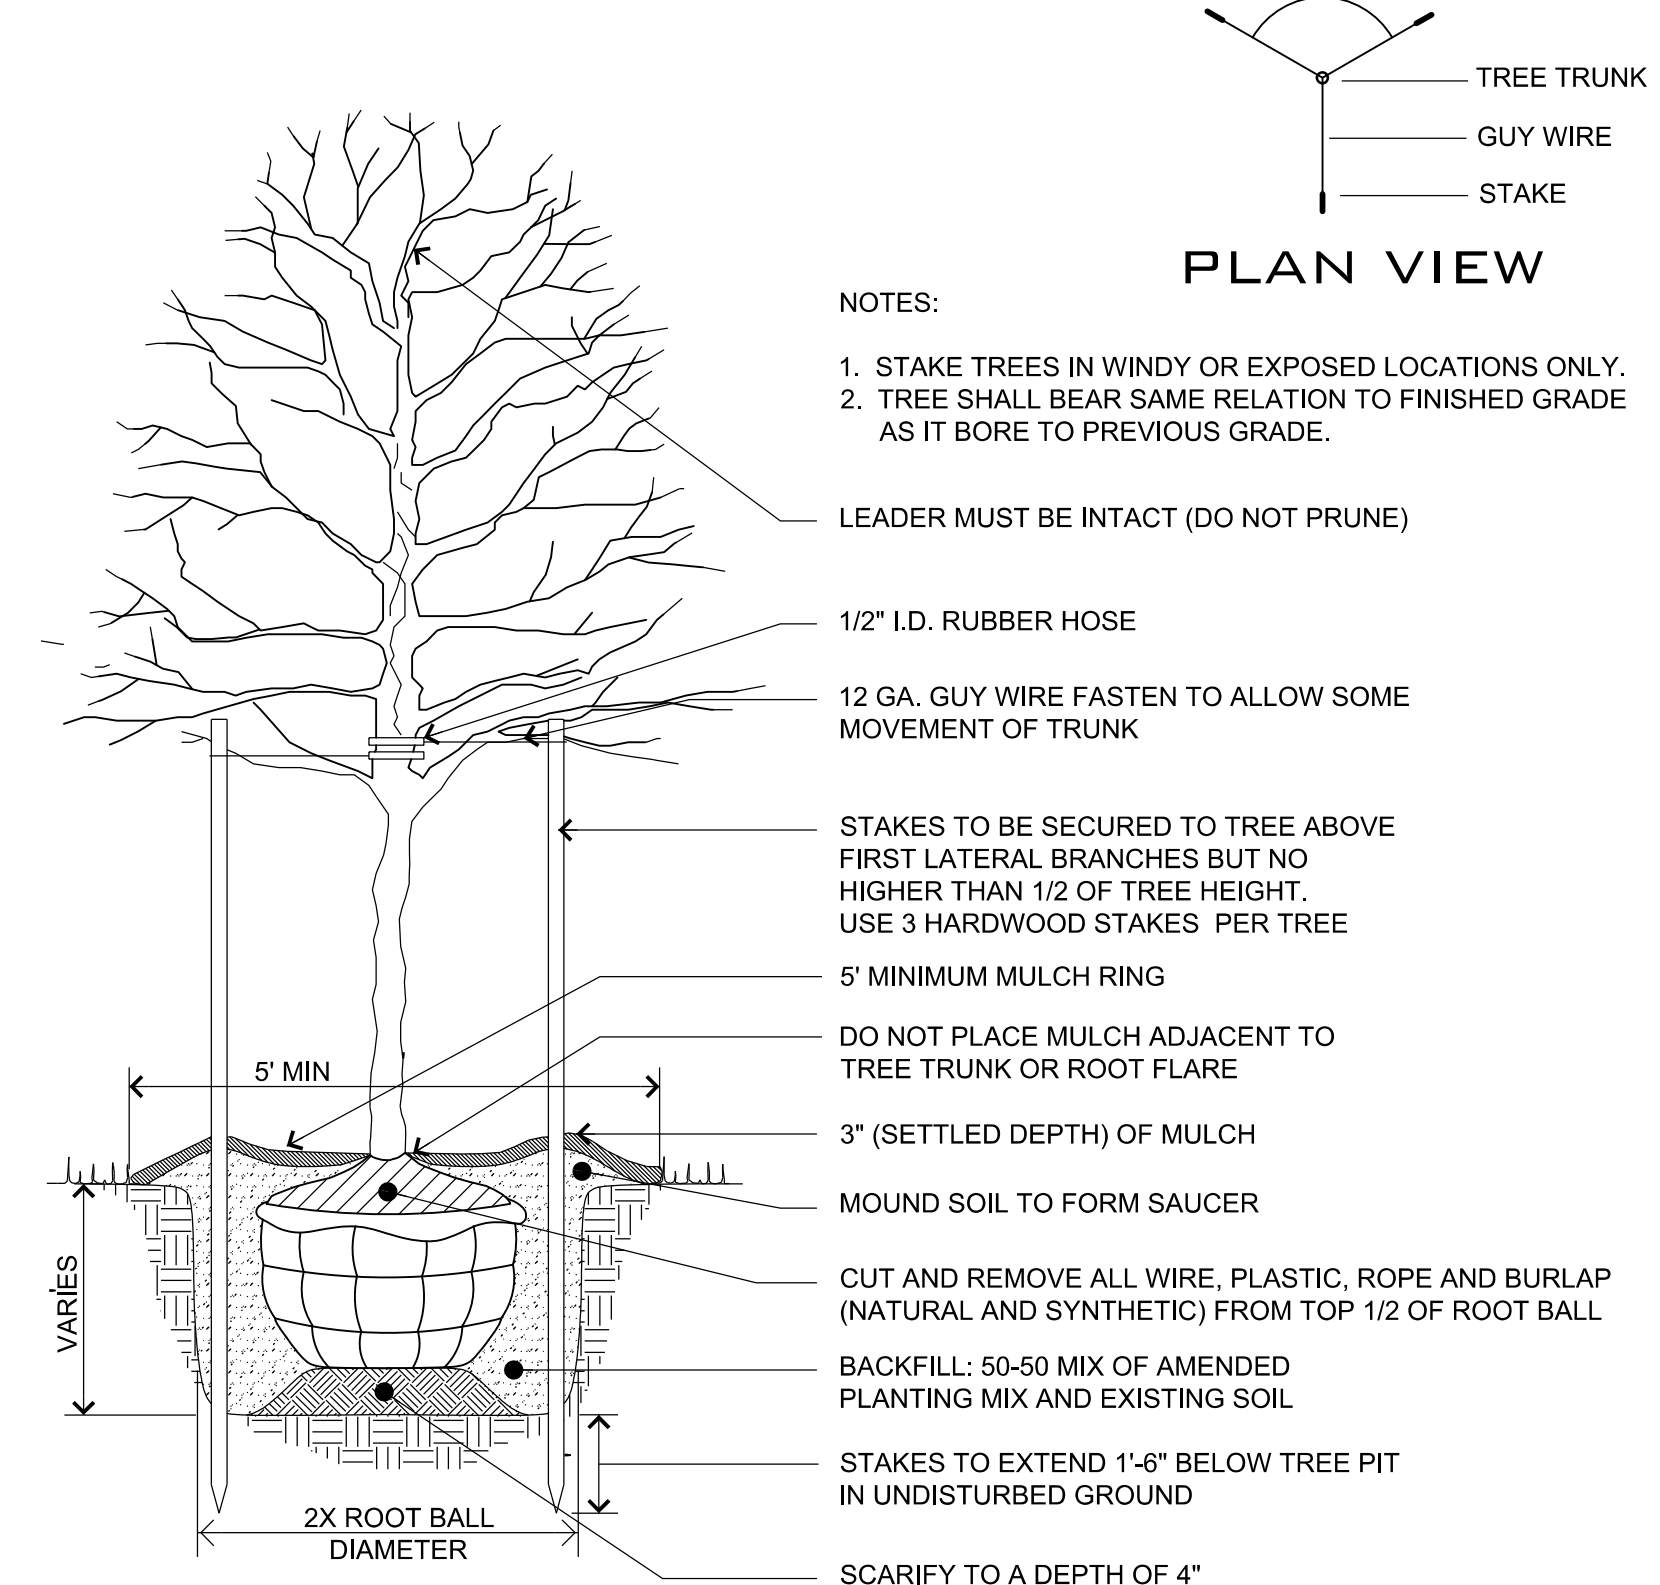 TREE TRUNK
GUY WIRE
STAKE
PLAN VIEW
NOTES:
1. STAKE TREES IN WINDY OR EXPOSED LOCATIONS ONLY.
2. TREE SHALL BEAR SAME RELATION TO FINISHED GRADE
AS IT BORE TO PREVIOUS GRADE.
LEADER MUST BE INTACT (DO NOT PRUNE)
1/2" I.D. RUBBER HOSE
12 GA. GUY WIRE FASTEN TO ALLOW SOME
MOVEMENT OF TRUNK
STAKES TO BE SECURED TO TREE ABOVE
FIRST LATERAL BRANCHES BUT NO
HIGHER THAN 1/2 OF TREE HEIGHT.
USE 3 HARDWOOD STAKES PER TREE
5' MINIMUM MULCH RING
DO NOT PLACE MULCH ADJACENT TO
TREE TRUNK OR ROOT FLARE
5' MIN
3" (SETTLED DEPTH) OF MULCH
MOUND SOIL TO FORM SAUCER
VARIES
CUT AND REMOVE ALL WIRE, PLASTIC, ROPE AND BURLAP
(NATURAL AND SYNTHETIC) FROM TOP 1/2 OF ROOT BALL
BACKFILL: 50-50 MIX OF AMENDED
PLANTING MIX AND EXISTING SOIL
STAKES TO EXTEND 1'-6" BELOW TREE PIT
IN UNDISTURBED GROUND
2X ROOT BALL
DIAMETER
SCARIFY TO A DEPTH OF 4"